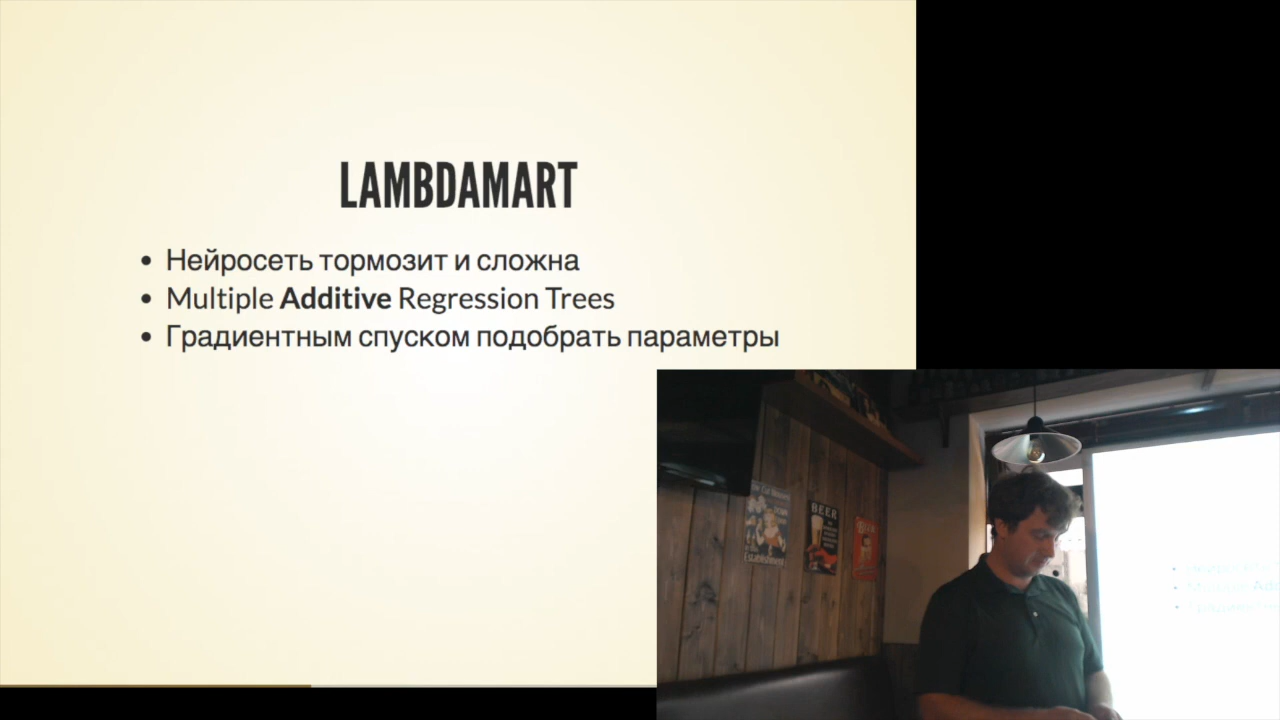 LAMBDAMART
• Нейросеть тормозит и сложна
• Multiple Additive Regression Trees
• Градиентным спуском подобрать параметры
BEER